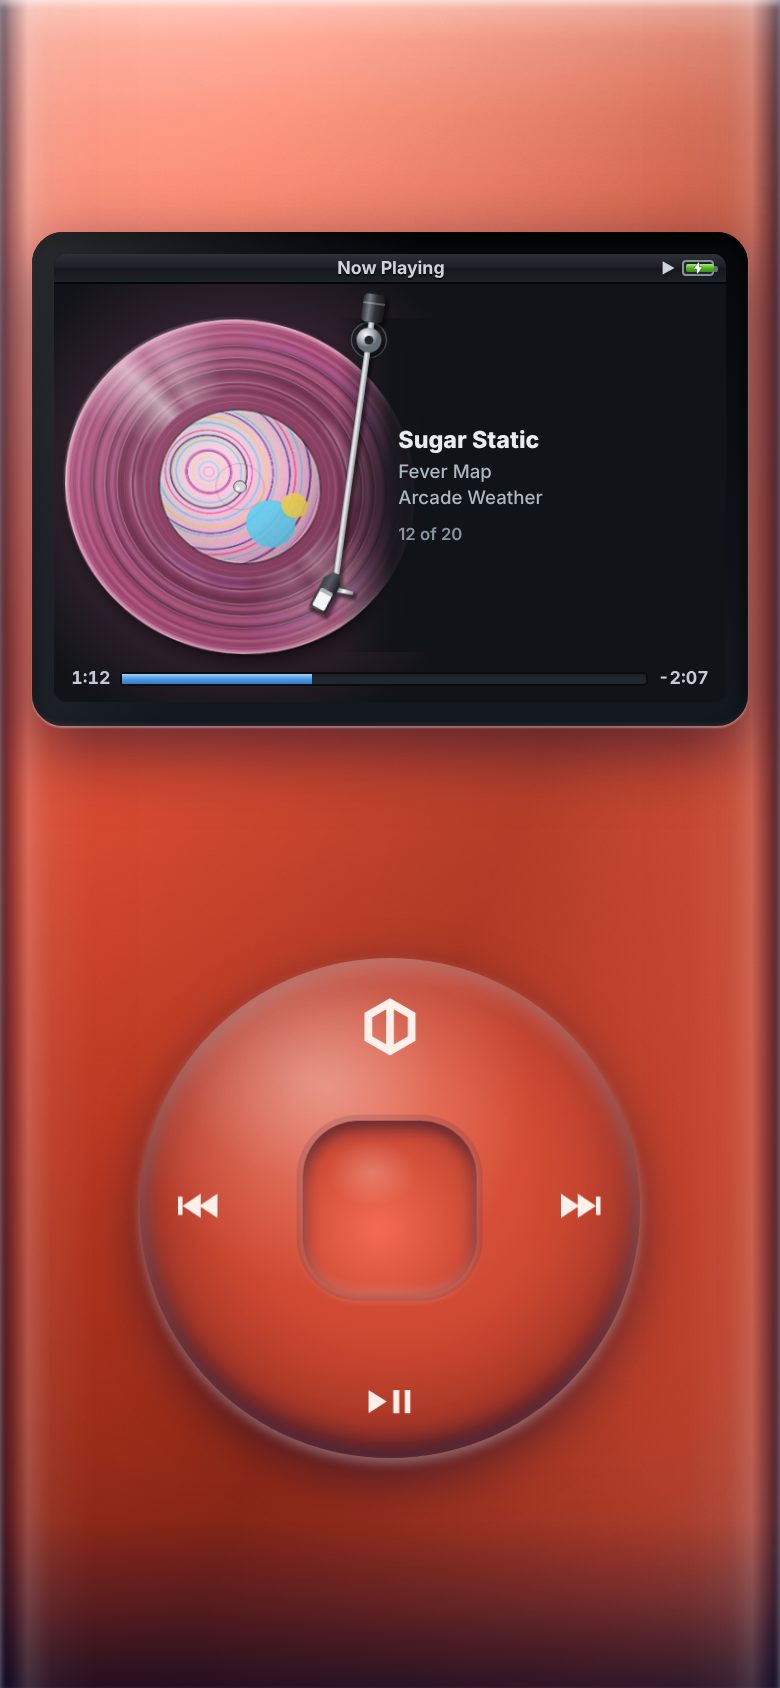 Now Playing
Sugar Static
Fever Map
Arcade Weather
12 of 20
1:12
-2:07